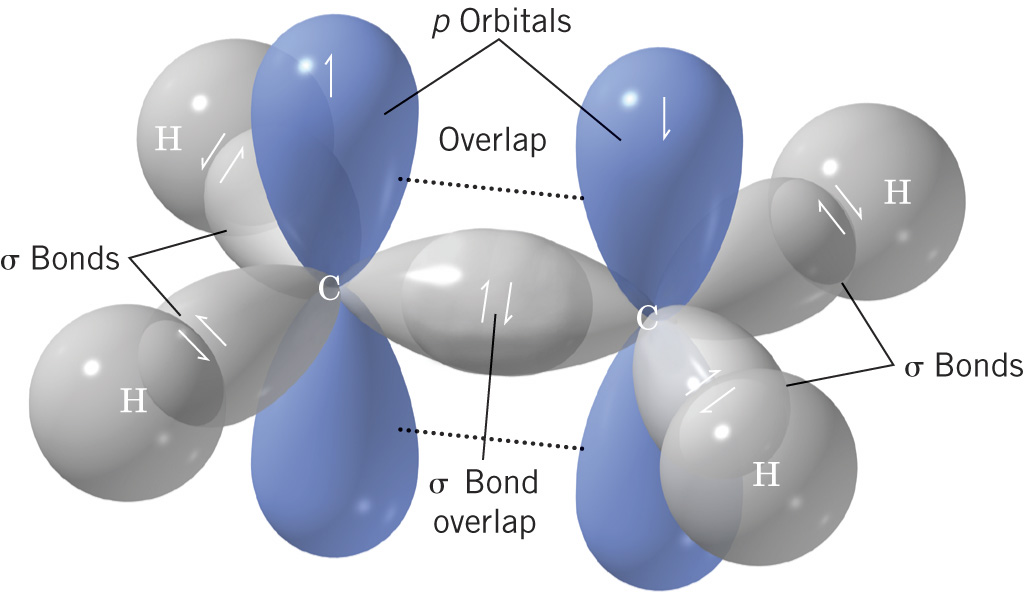 p Orbitals
Overlap
H
H
σ Bonds
C
C
H
σ Bonds
H
σ Bond
overlap